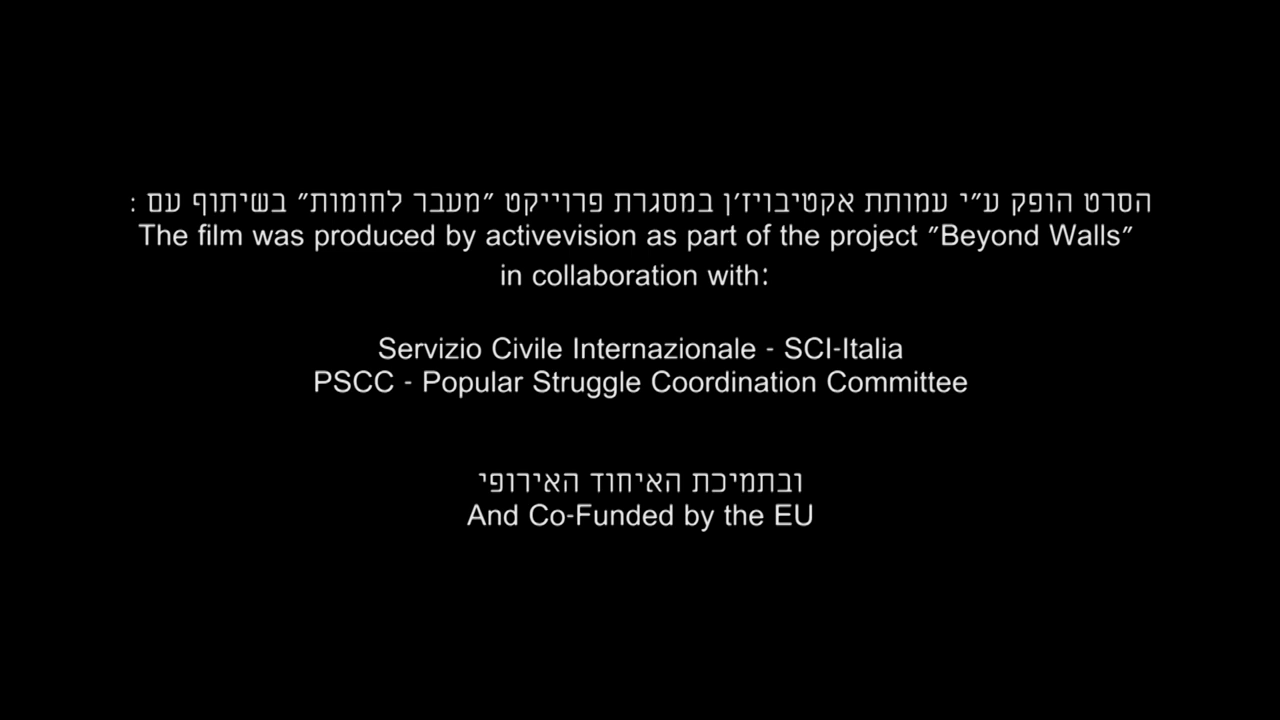 הסרט הופק ע״י עמותת אקטיבויז׳ן במסגרת פרוייקט ״מעבר לחומות״ בשיתוף עם :
The film was produced by activevision as part of the project ״Beyond Walls״
in collaboration with:
Servizio Civile Internazionale - SCI-Italia
PSCC - Popular Struggle Coordination Committee
ובתמיכת האיחוד האירופי
And Co-Funded by the EU